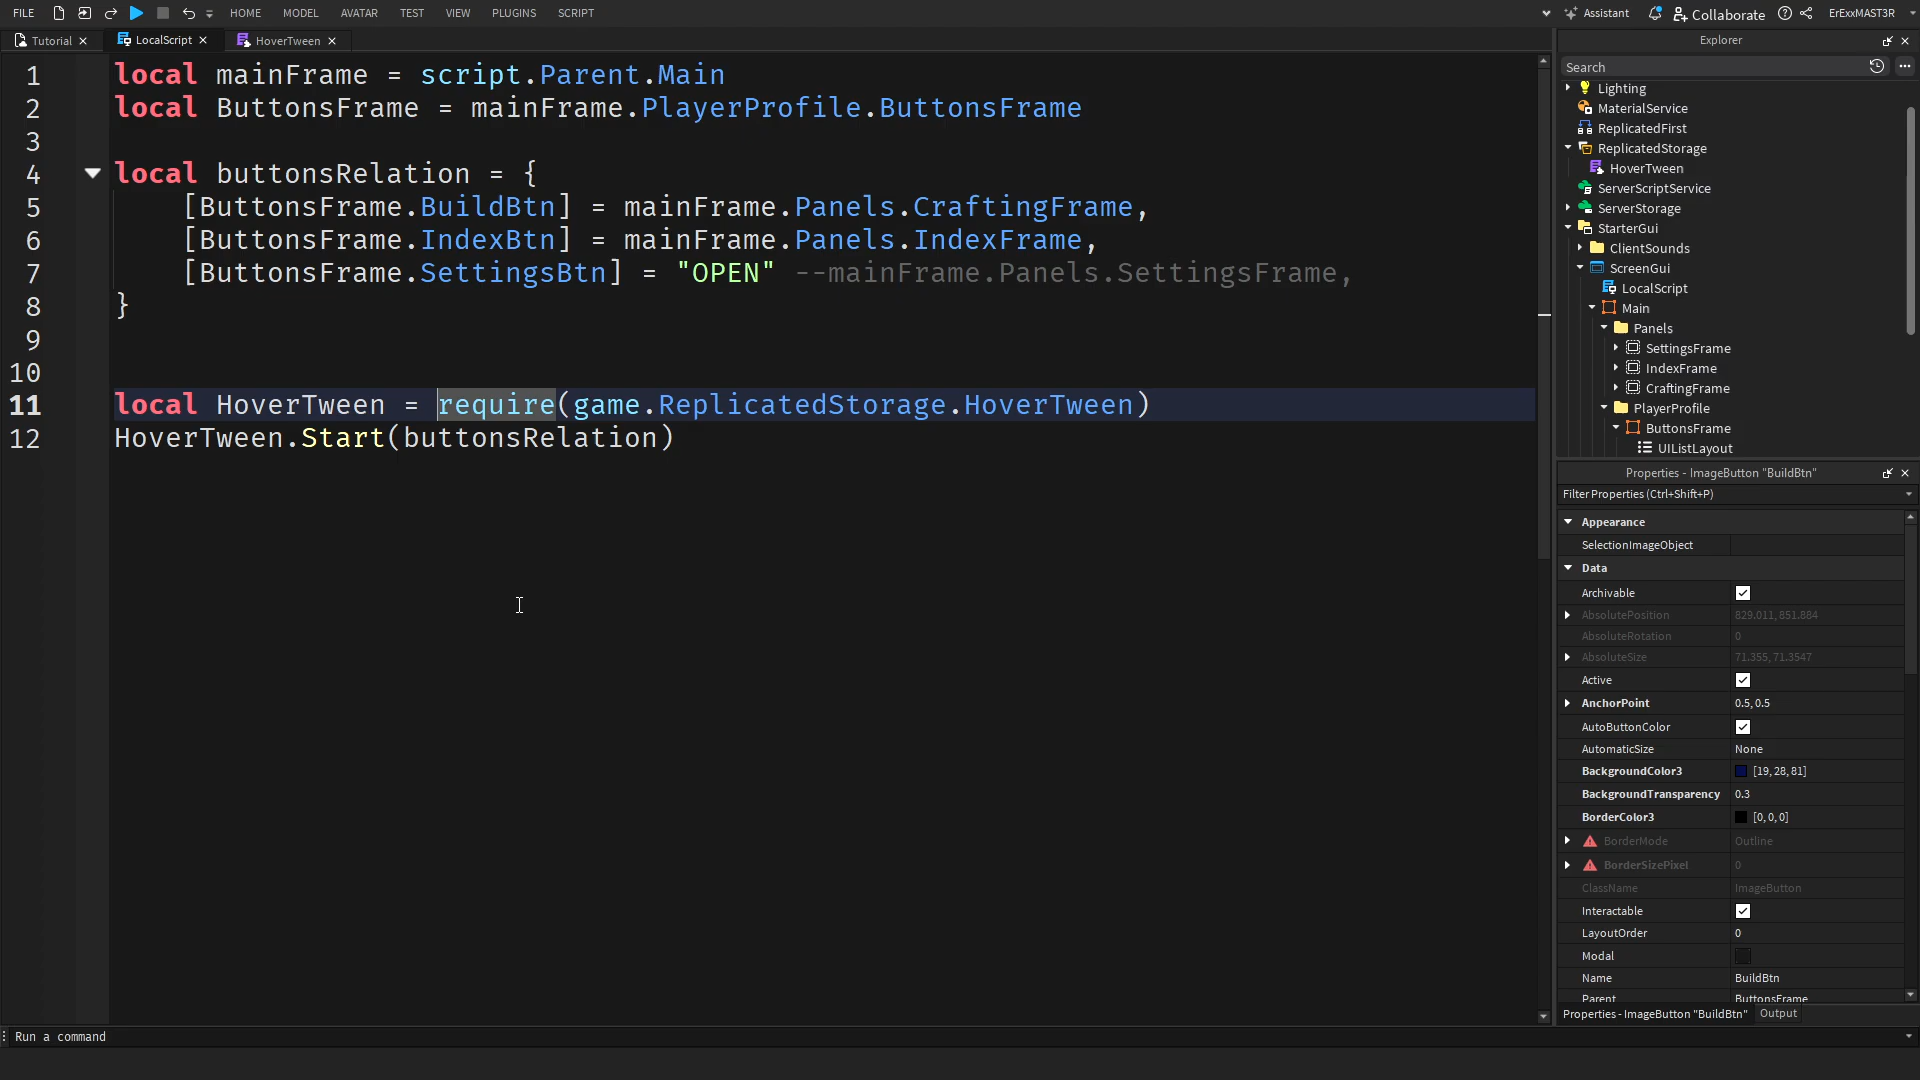 FILE HOME MODEL AVATAR TEST VIEW PLUGINS SCRIPT Assistant Collaborate ErExxMAST3R
Tutorial LocalScript HoverTween
1 local mainFrame = script.Parent.Main
2 local ButtonsFrame = mainFrame.PlayerProfile.ButtonsFrame
3
4 local buttonsRelation = {
5 [ButtonsFrame.BuildBtn] = mainFrame.Panels.CraftingFrame,
6 [ButtonsFrame.IndexBtn] = mainFrame.Panels.IndexFrame,
7 [ButtonsFrame.SettingsBtn] = "OPEN" --mainFrame.Panels.SettingsFrame,
8 }
9
10
11 local HoverTween = require(game.ReplicatedStorage.HoverTween)
12 HoverTween.Start(buttonsRelation)
Explorer
Search
Lighting
MaterialService
ReplicatedFirst
ReplicatedStorage
HoverTween
ServerScriptService
ServerStorage
StarterGui
ClientSounds
ScreenGui
LocalScript
Main
Panels
SettingsFrame
IndexFrame
CraftingFrame
PlayerProfile
ButtonsFrame
UIListLayout
Properties - ImageButton "BuildBtn"
Filter Properties (Ctrl+Shift+P)
Appearance
SelectionImageObject
Data
Archivable
AbsolutePosition 829.011, 851.884
AbsoluteRotation 0
AbsoluteSize 71.355, 71.3547
Active
AnchorPoint 0.5, 0.5
AutoButtonColor
AutomaticSize None
BackgroundColor3 [19, 28, 81]
BackgroundTransparency 0.3
BorderColor3 [0, 0, 0]
BorderMode Outline
BorderSizePixel 0
ClassName ImageButton
Interactable
LayoutOrder 0
Modal
Name BuildBtn
Parent ButtonsFrame
Properties - ImageButton "BuildBtn" Output
Run a command